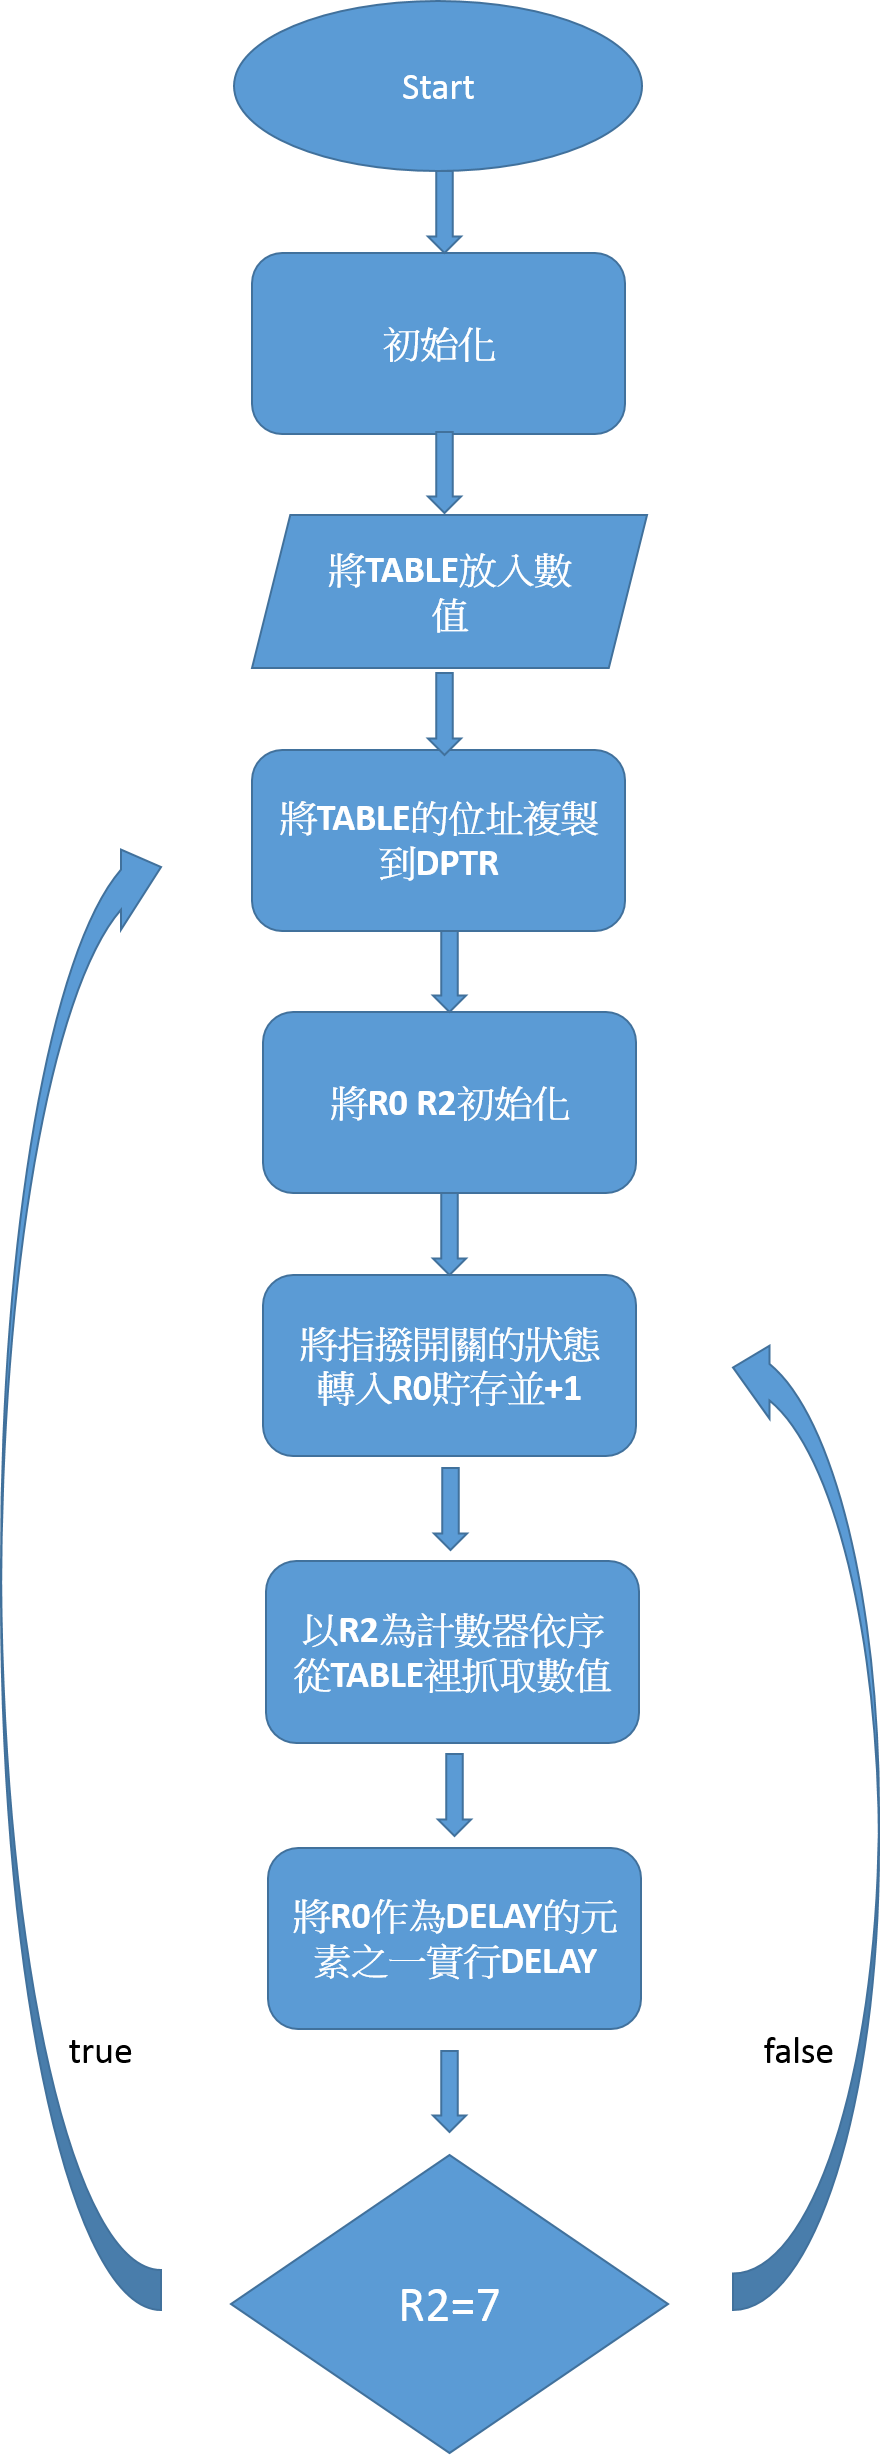 Start
初始化
將TABLE放入數
值
將TABLE的位址複製
到DPTR
將R0 R2初始化
將指撥開關的狀態
轉入R0貯存並+1
以R2為計數器依序
從TABLE裡抓取數值
將R0作為DELAY的元
素之一實行DELAY
true
false
R2=7